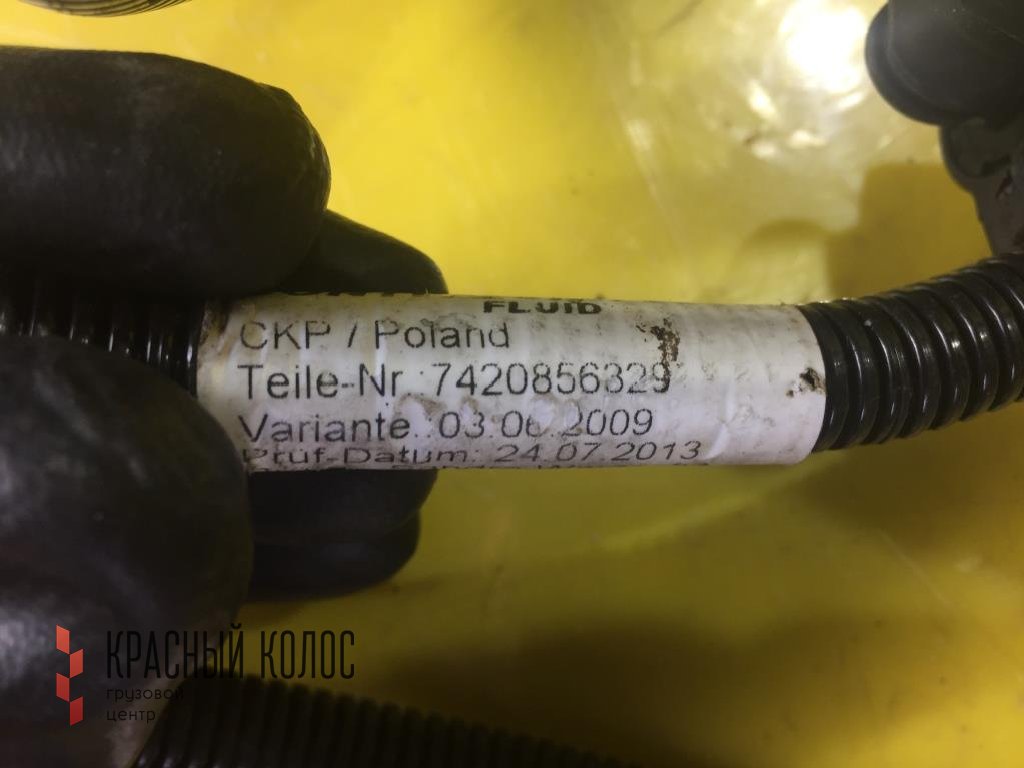 FLUID
CKP / Poland
Teile-Nr.:7420856329
Variante.:03.06.2009
Prüf-Datum: 24.07.2013
КРАСНЫЙ КОЛОС
грузовой
центр